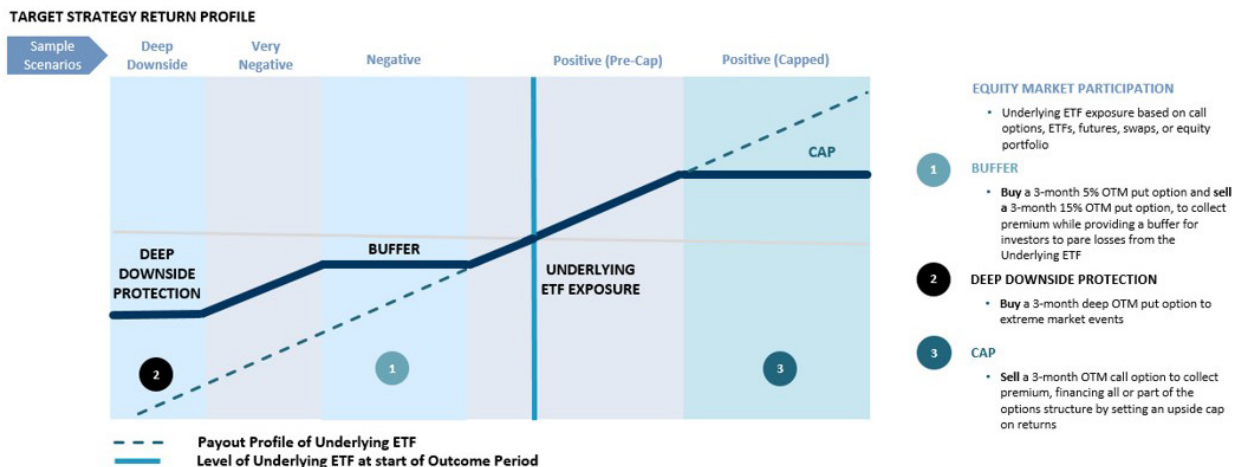 TARGET STRATEGY RETURN PROFILE
Sample
Scenarios
Deep
Downside
Very
Negative
Negative
Positive (Pre-Cap)
Positive (Capped)
CAP
DEEP
DOWNSIDE
PROTECTION
BUFFER
UNDERLYING
ETF EXPOSURE
2
1
3
Payout Profile of Underlying ETF
Level of Underlying ETF at start of Outcome Period
EQUITY MARKET PARTICIPATION
• Underlying ETF exposure based on call
options, ETFs, futures, swaps, or equity
portfolio
1
BUFFER
• Buy a 3-month 5% OTM put option and sell
a 3-month 15% OTM put option, to collect
premium while providing a buffer for
investors to pare losses from the
Underlying ETF
2
DEEP DOWNSIDE PROTECTION
• Buy a 3-month deep OTM put option to
extreme market events
3
CAP
• Sell a 3-month OTM call option to collect
premium, financing all or part of the
options structure by setting an upside cap
on returns